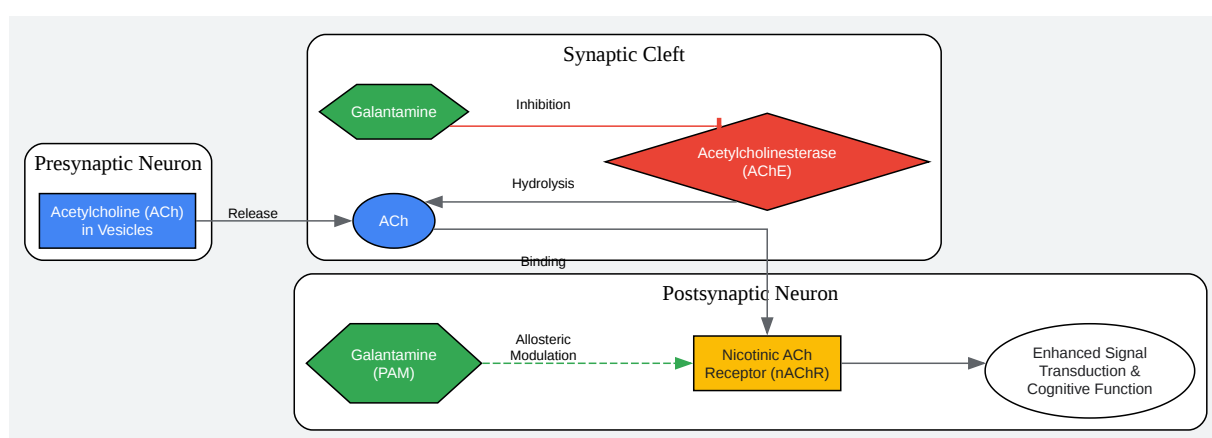 Synaptic Cleft
Galantamine
Inhibition
Acetylcholinesterase
(AChE)
Presynaptic Neuron
Acetylcholine (ACh)
in Vesicles
Release
Hydrolysis
ACh
Binding
Postsynaptic Neuron
Galantamine
(PAM)
Allosteric
Modulation
Nicotinic ACh
Receptor (nAChR)
Enhanced Signal
Transduction &
Cognitive Function